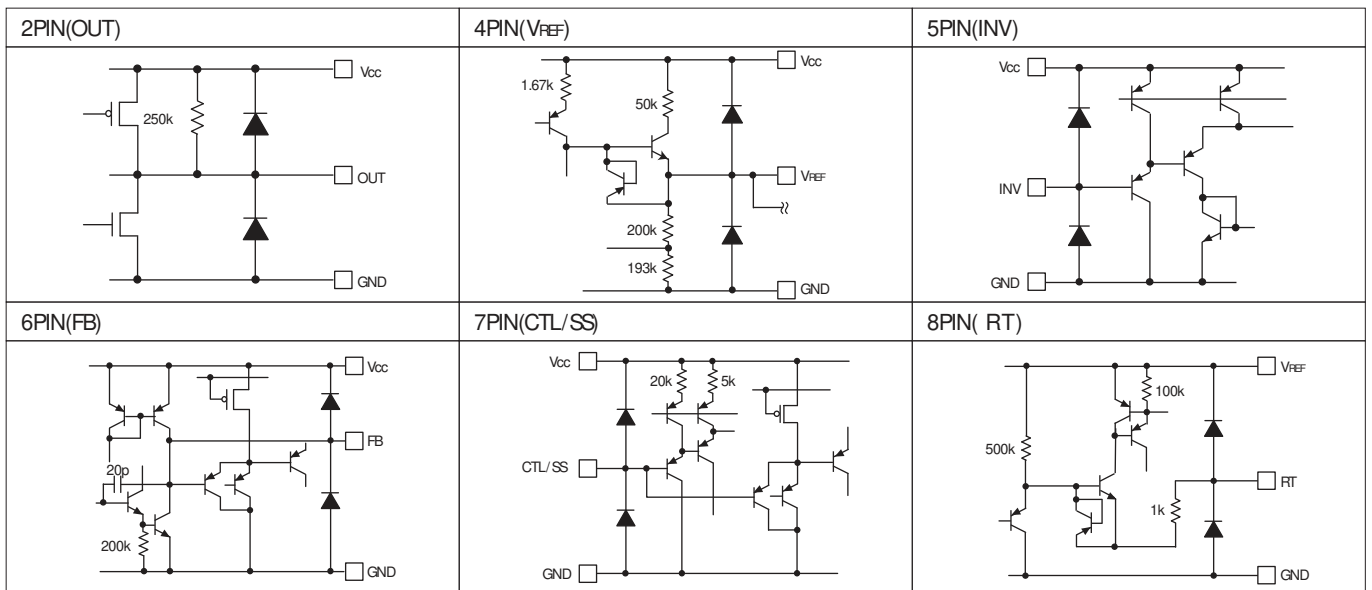 2PIN(OUT)
Vcc
250k
OUT
GND
4PIN(VREF)
Vcc
1.67k
50k
VREF
200k
193k
GND
5PIN(INV)
Vcc
INV
GND
6PIN(FB)
Vcc
FB
20p
200k
GND
7PIN(CTL/SS)
Vcc
20k
5k
CTL/SS
GND
8PIN( RT)
VREF
100k
500k
RT
1k
GND